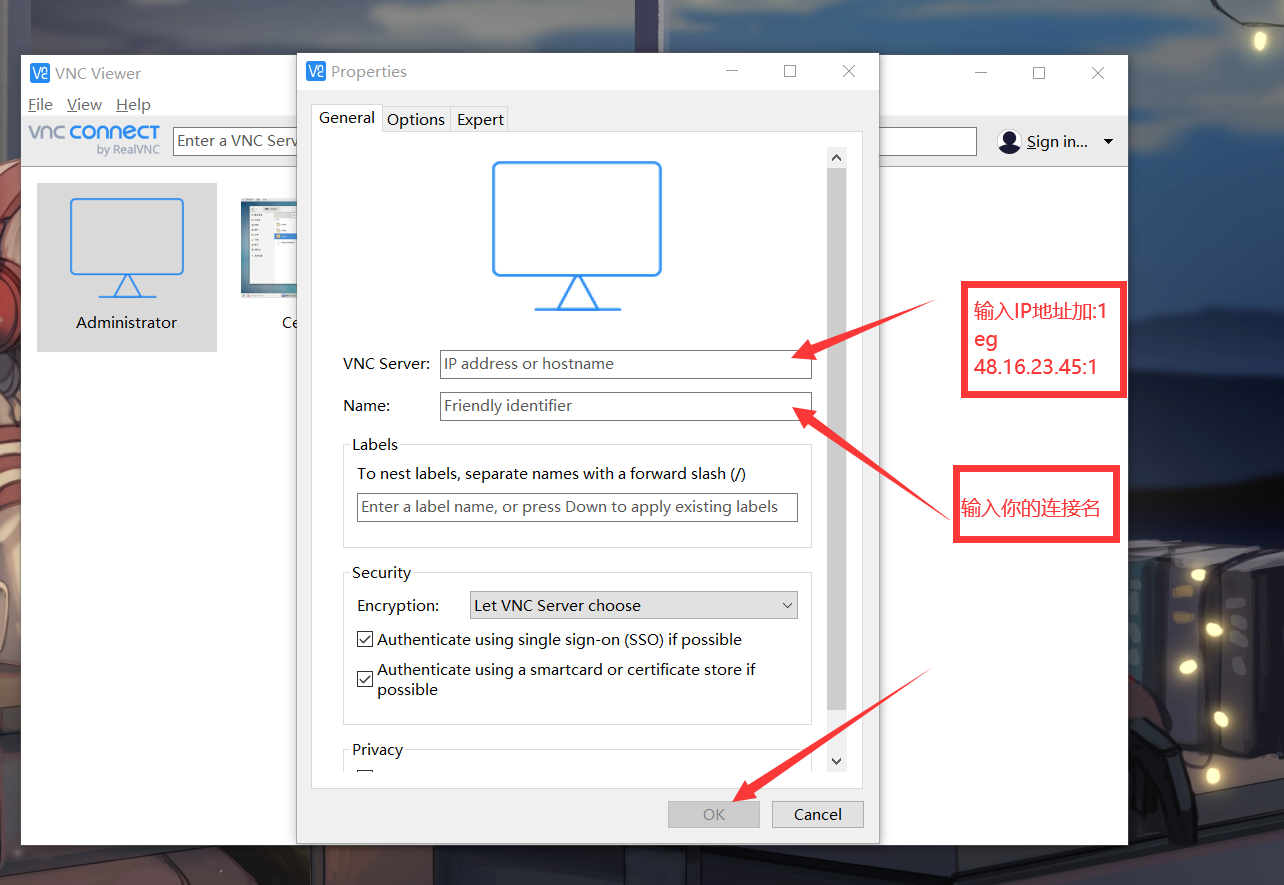 VNC Viewer
File View Help
vnc connect
by RealVNC
Enter a VNC Serv
Sign in...
Administrator
Ce
Properties
General Options Expert
VNC Server: IP address or hostname
Name: Friendly identifier
Labels
To nest labels, separate names with a forward slash (/)
Enter a label name, or press Down to apply existing labels
Security
Encryption: Let VNC Server choose
Authenticate using single sign-on (SSO) if possible
Authenticate using a smartcard or certificate store if
possible
Privacy
OK Cancel
输入IP地址加:1
eg
48.16.23.45:1
输入你的连接名